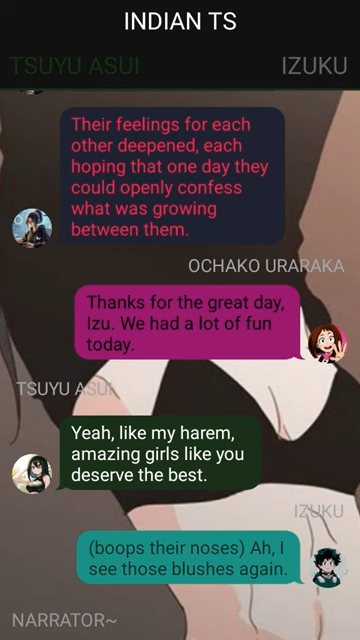 INDIAN TS
TSUYU ASUI
IZUKU
Their feelings for each
other deepened, each
hoping that one day they
could openly confess
what was growing
between them.
OCHAKO URARAKA
Thanks for the great day,
Izu. We had a lot of fun
today.
TSUYU ASUI
Yeah, like my harem,
amazing girls like you
deserve the best.
IZUKU
(boops their noses) Ah, I
see those blushes again.
NARRATOR~